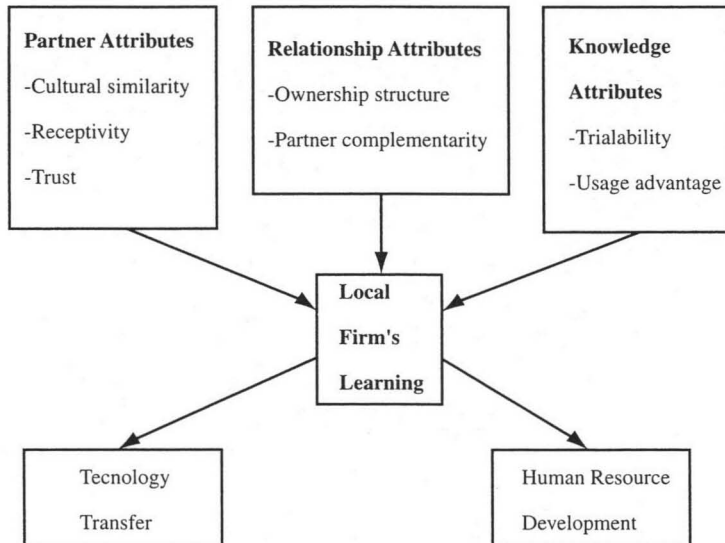 Partner Attributes
-Cultural similarity
-Receptivity
-Trust
Relationship Attributes
-Ownership structure
-Partner complementarity
Knowledge
Attributes
-Trialability
-Usage advantage
Local
Firm's
Learning
Tecnology
Transfer
Human Resource
Development